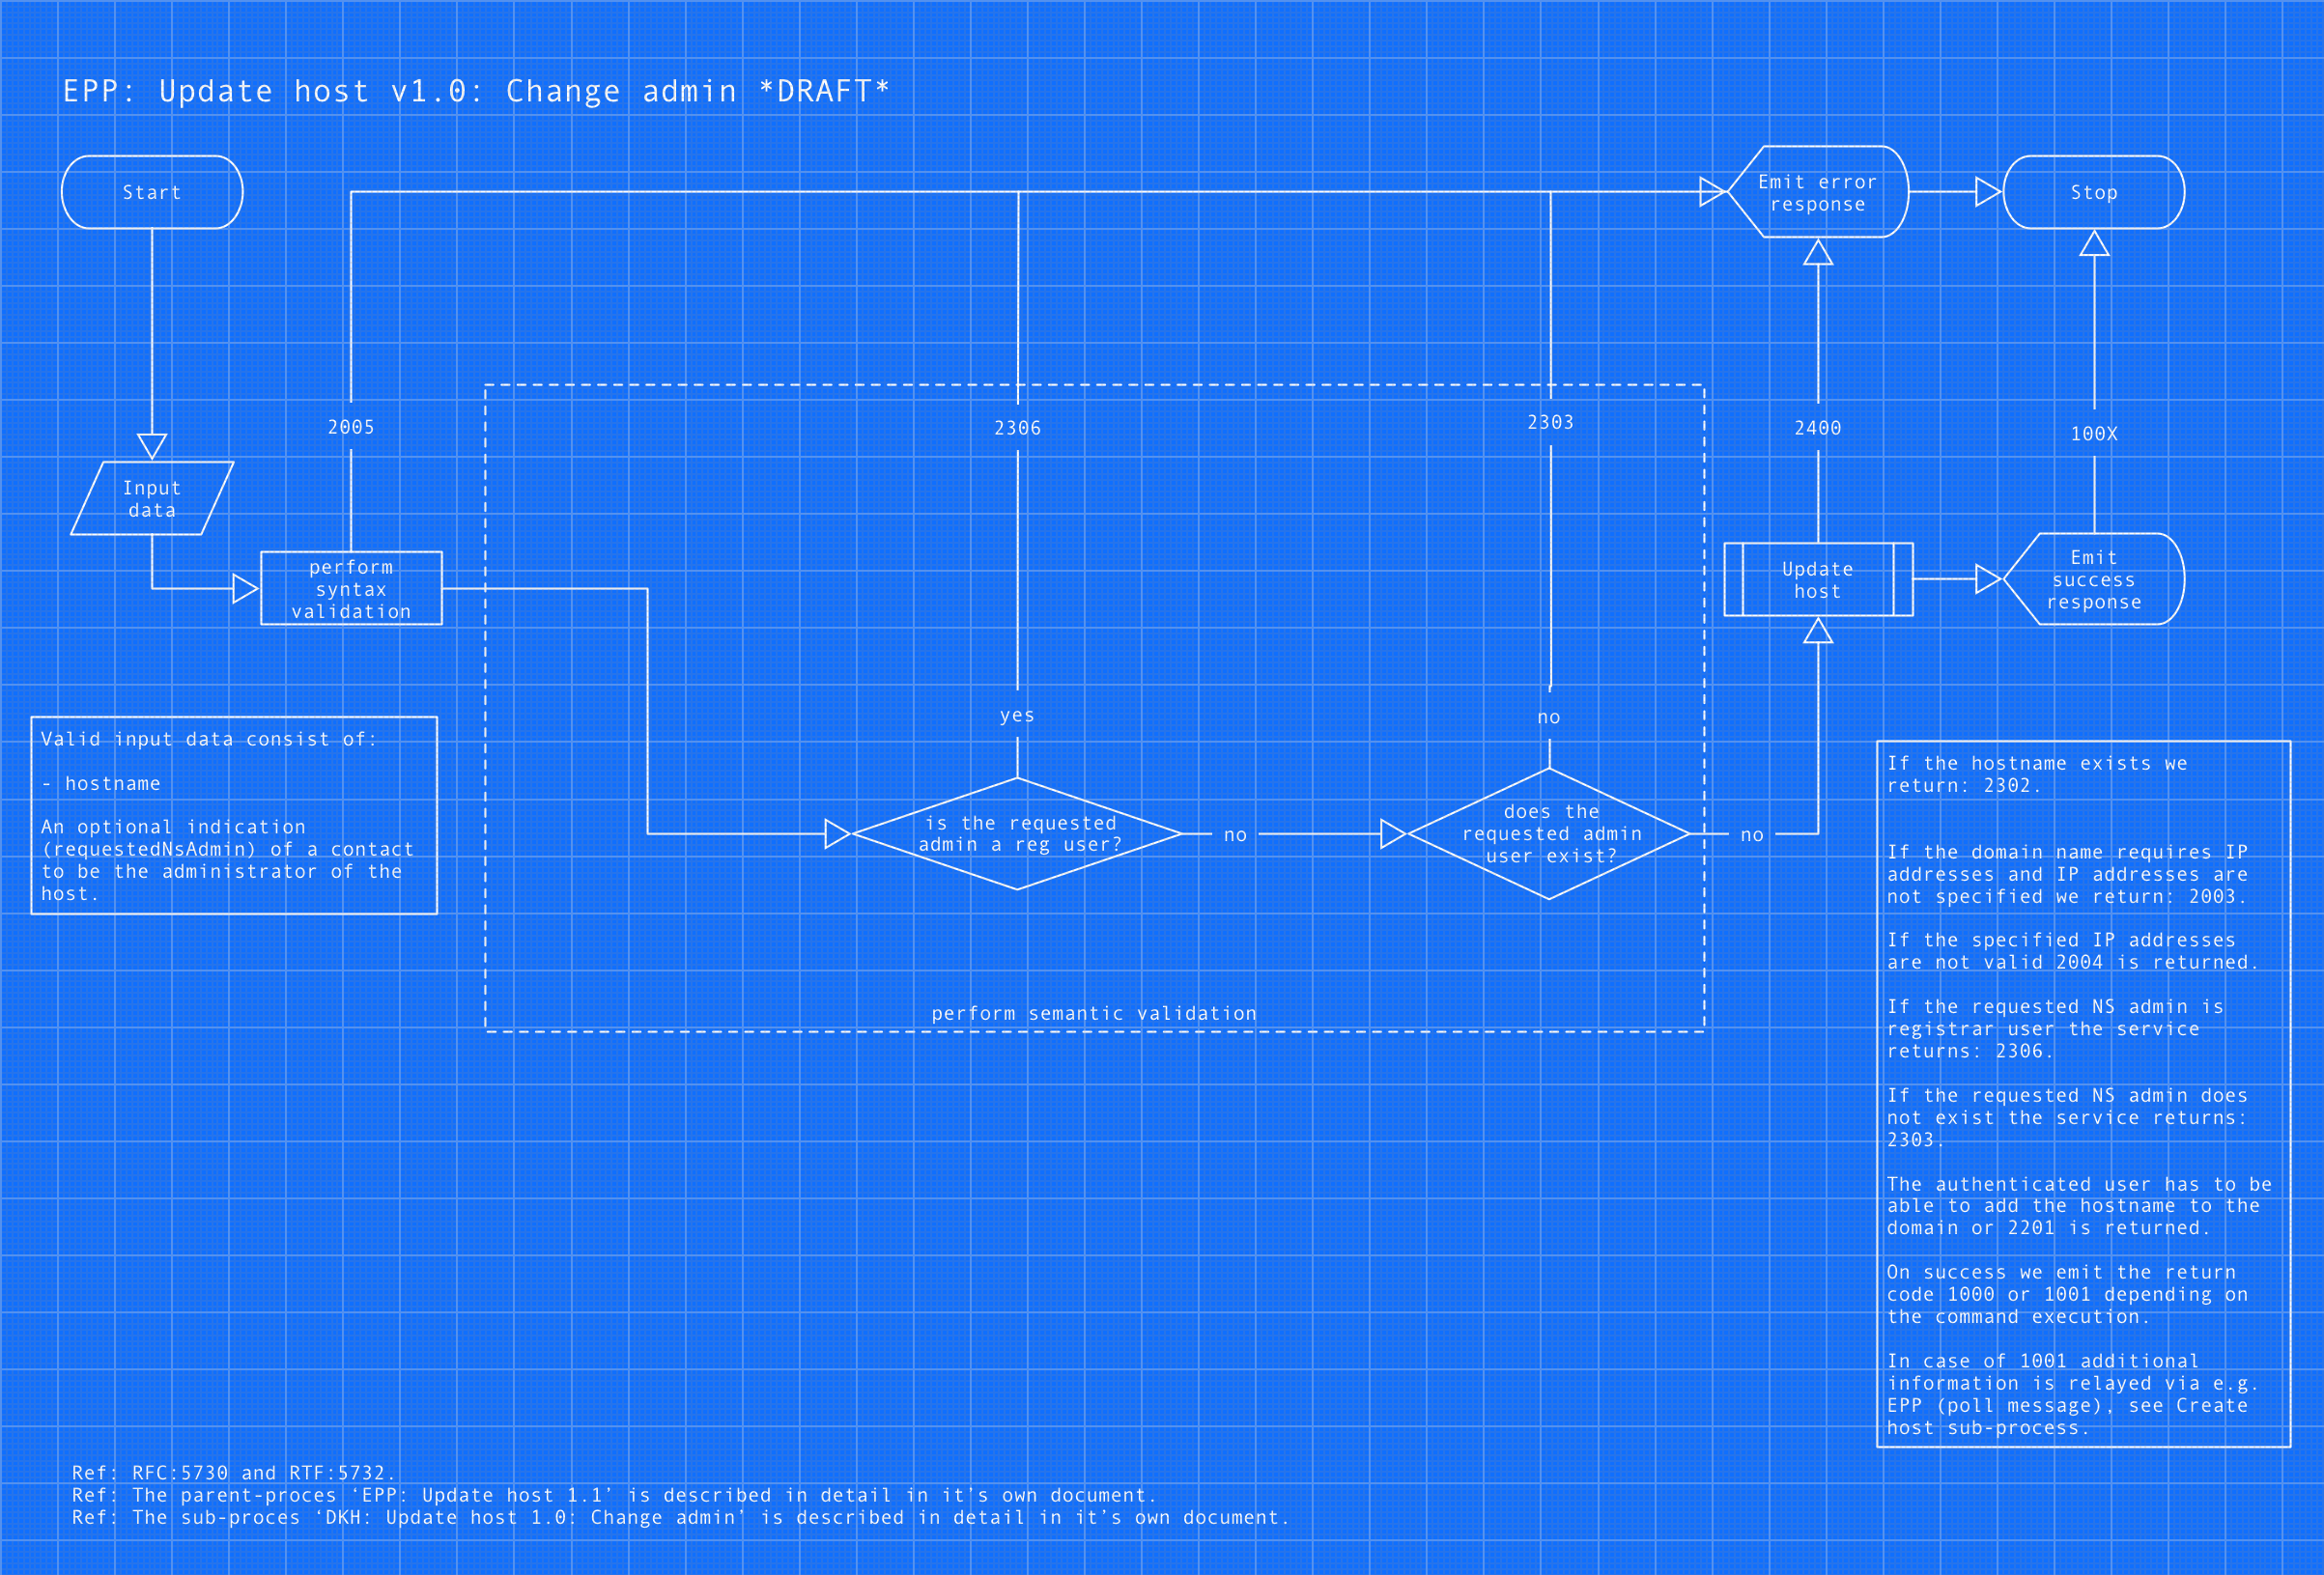 EPP: Update host v1.0: Change admin *DRAFT*
Start
Emit error
response
Stop
2005
2306
2303
2400
100X
Input
data
perform
syntax
validation
Update
host
Emit
success
response
yes
no
Valid input data consist of:
- hostname
An optional indication
(requestedNsAdmin) of a contact
to be the administrator of the
host.
is the requested
admin a reg user?
no
does the
requested admin
user exist?
no
perform semantic validation
If the hostname exists we
return: 2302.
If the domain name requires IP
addresses and IP addresses are
not specified we return: 2003.
If the specified IP addresses
are not valid 2004 is returned.
If the requested NS admin is
registrar user the service
returns: 2306.
If the requested NS admin does
not exist the service returns:
2303.
The authenticated user has to be
able to add the hostname to the
domain or 2201 is returned.
On success we emit the return
code 1000 or 1001 depending on
the command execution.
In case of 1001 additional
information is relayed via e.g.
EPP (poll message), see Create
host sub-process.
Ref: RFC:5730 and RTF:5732.
Ref: The parent-proces ‘EPP: Update host 1.1’ is described in detail in it’s own document.
Ref: The sub-proces ‘DKH: Update host 1.0: Change admin’ is described in detail in it’s own document.